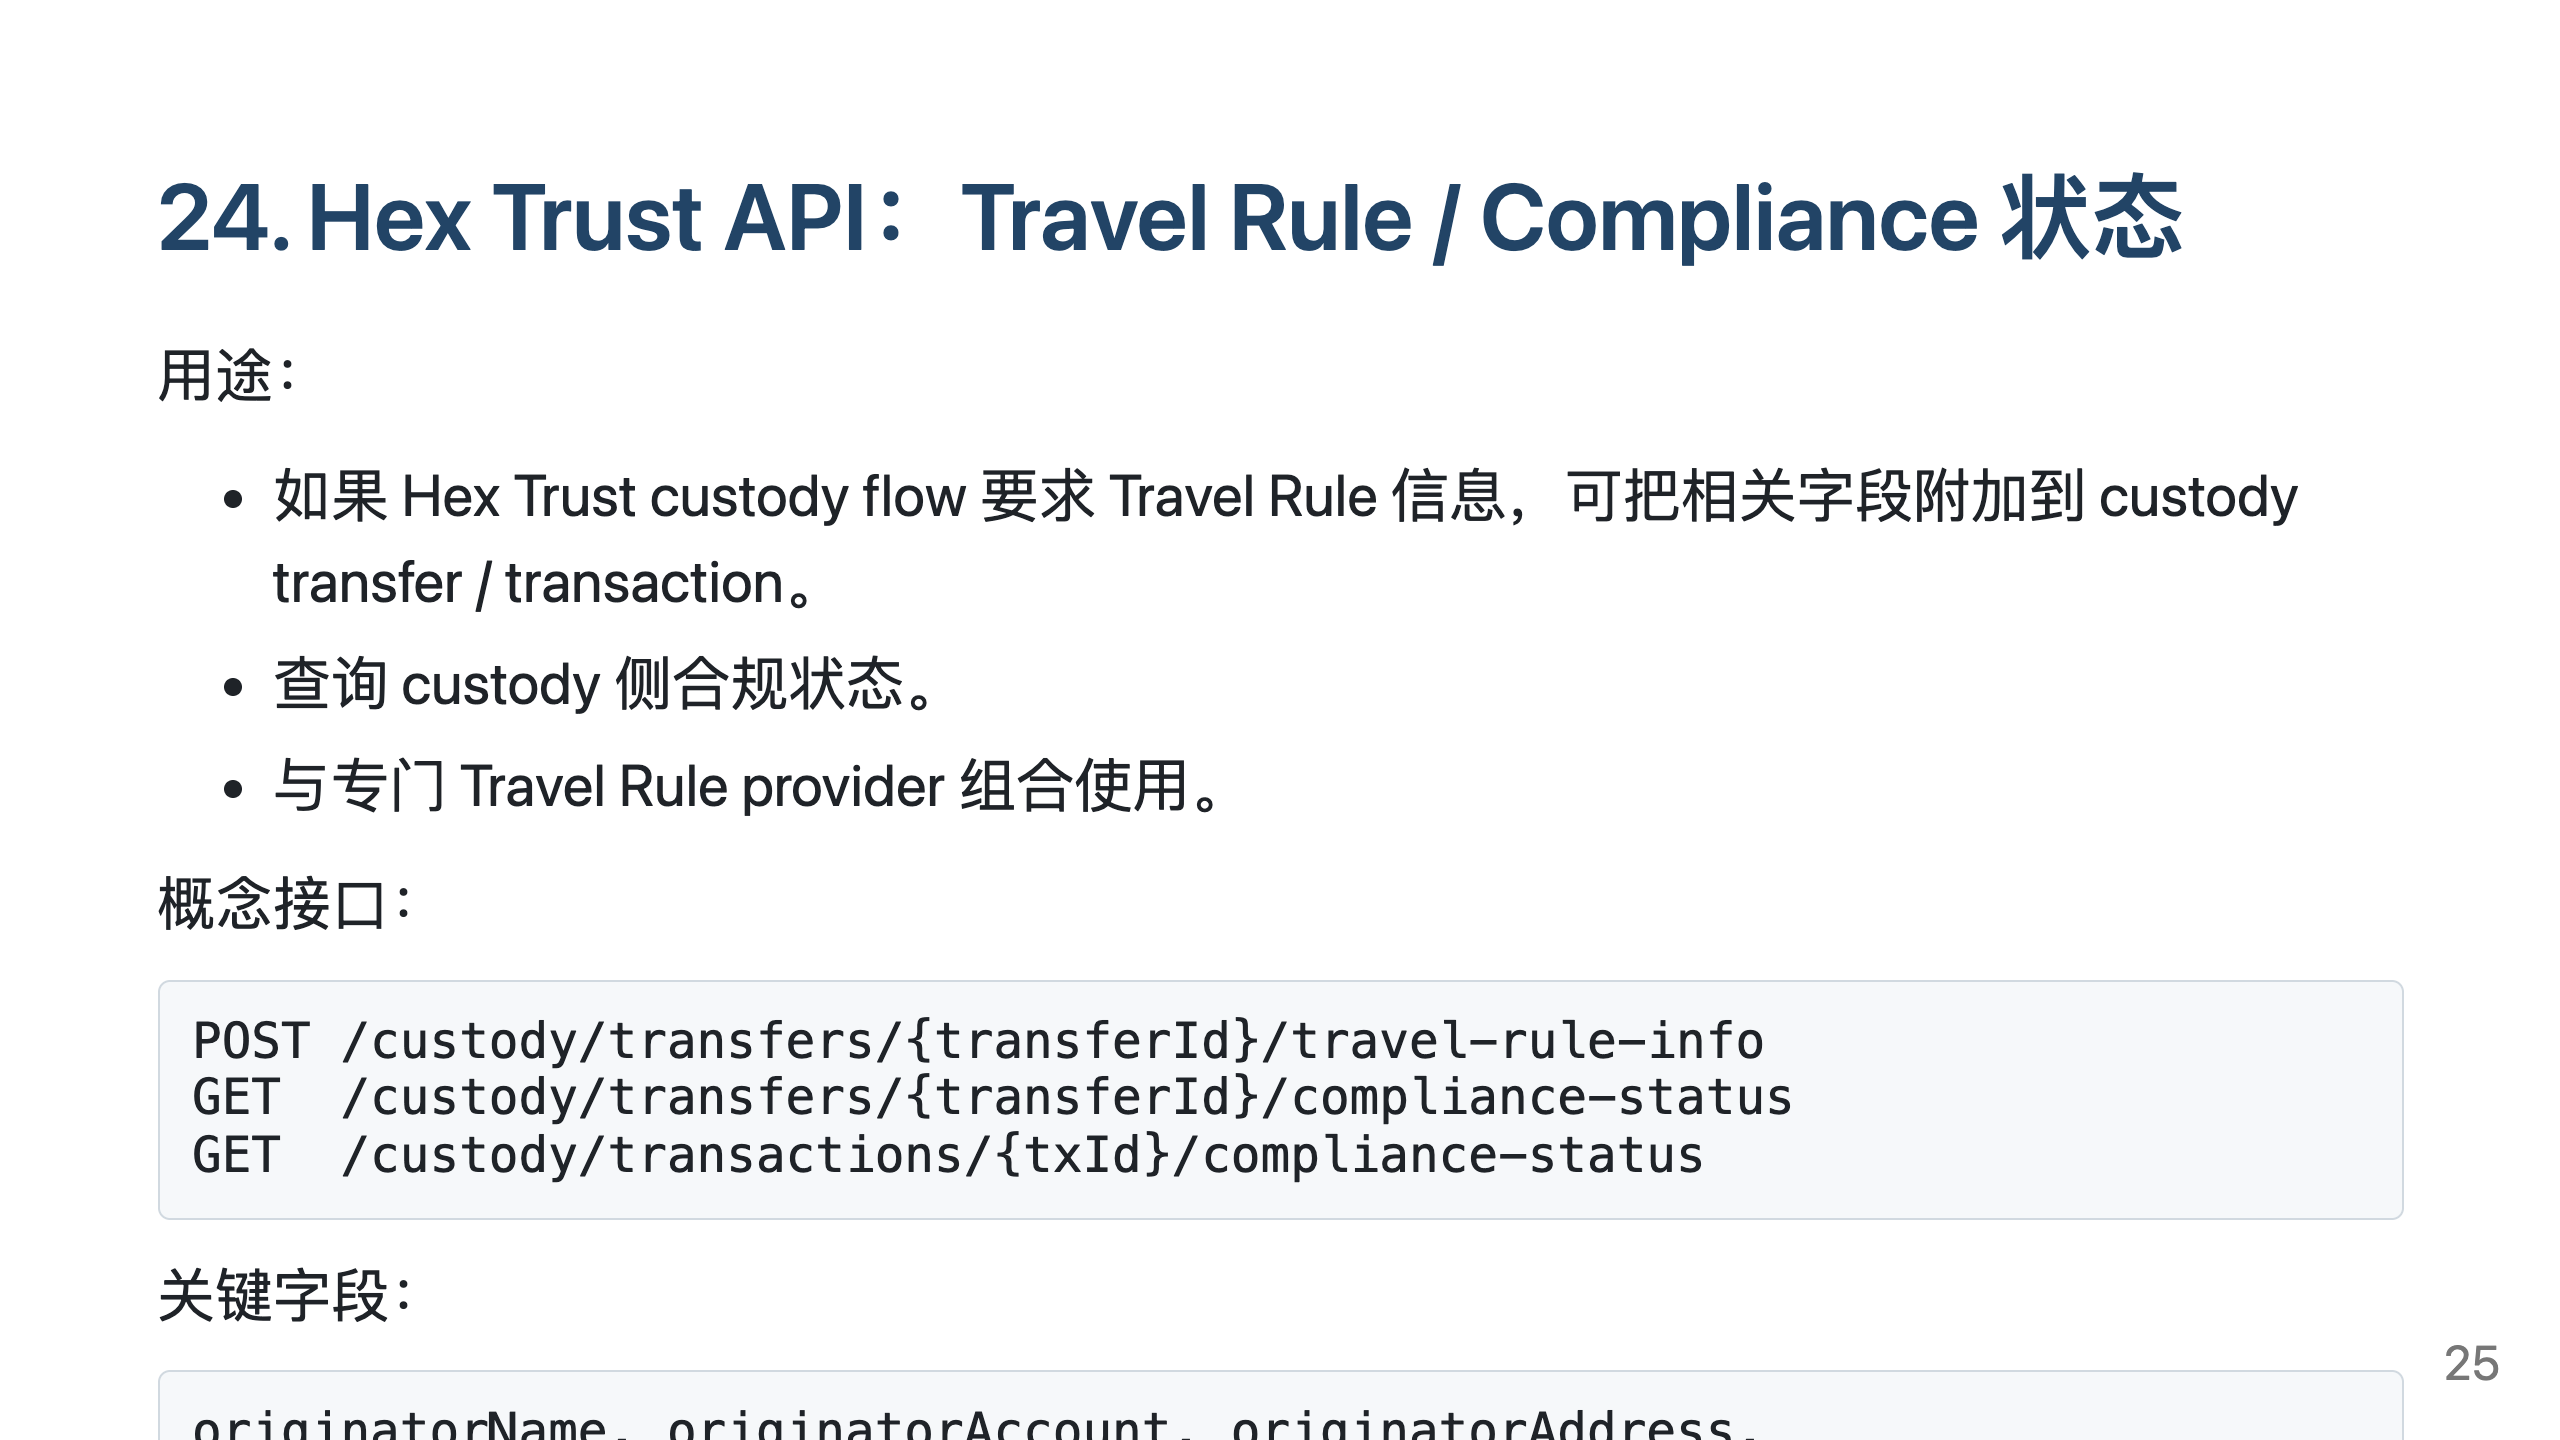 24. Hex Trust API：Travel Rule / Compliance 状态
用途：
• 如果 Hex Trust custody flow 要求 Travel Rule 信息，可把相关字段附加到 custody
transfer / transaction。
• 查询 custody 侧合规状态。
• 与专门 Travel Rule provider 组合使用。
概念接口：
POST /custody/transfers/{transferId}/travel-rule-info
GET  /custody/transfers/{transferId}/compliance-status
GET  /custody/transactions/{txId}/compliance-status
关键字段：
25
originatorName, originatorAccount, originatorAddress,